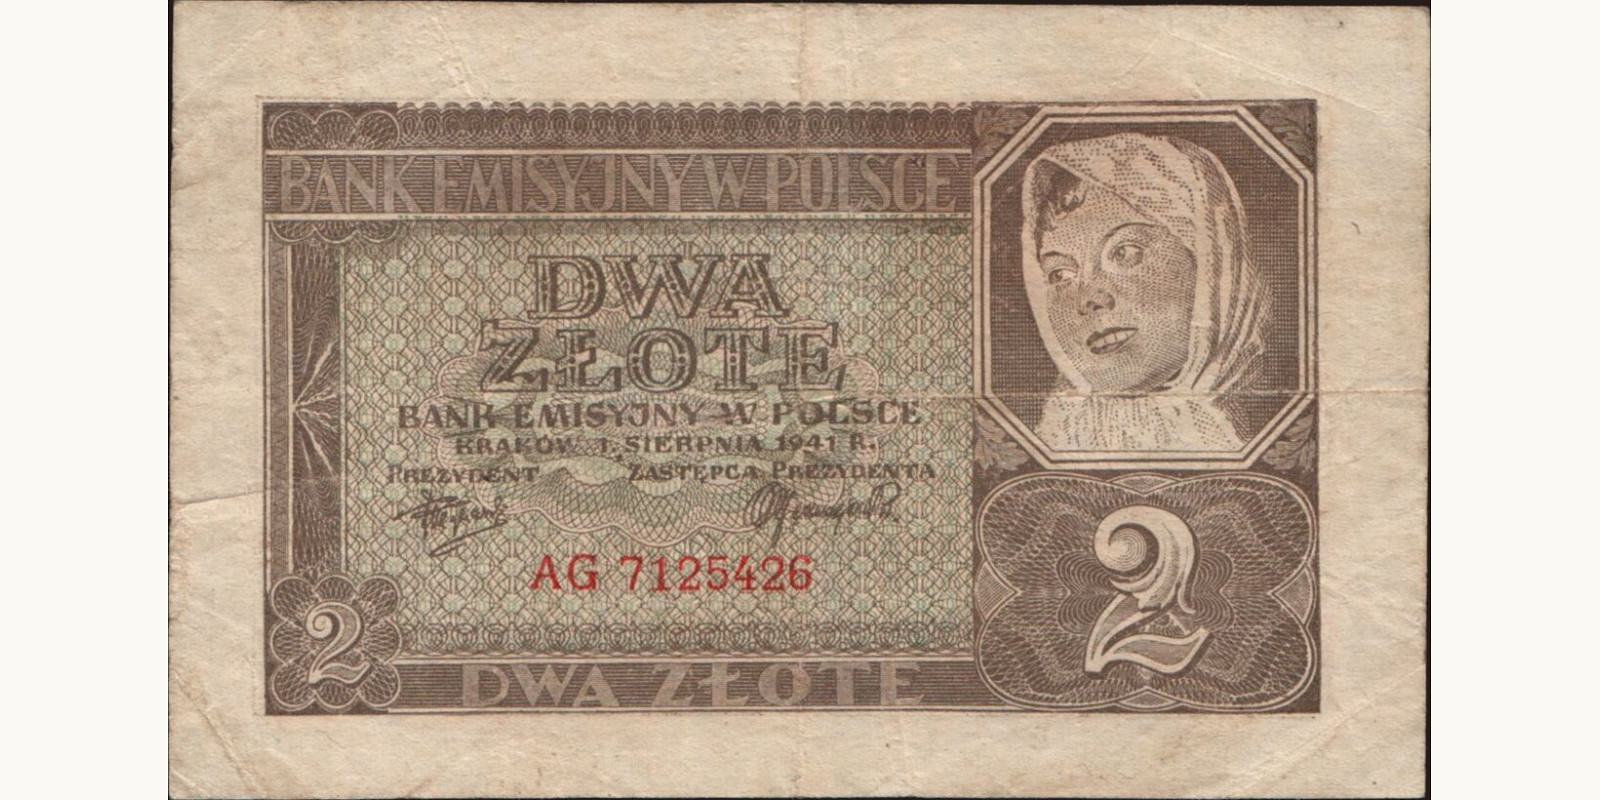 BANK EMISYJNY W POLSCE
DWA
ZŁOTE
BANK EMISYJNY W POLSCE
KRAKÓW 1. SIERPNIA 1941 R.
PREZYDENT ZASTĘPCA PREZYDENTA
AG 7125426
2 2
DWA ZŁOTE